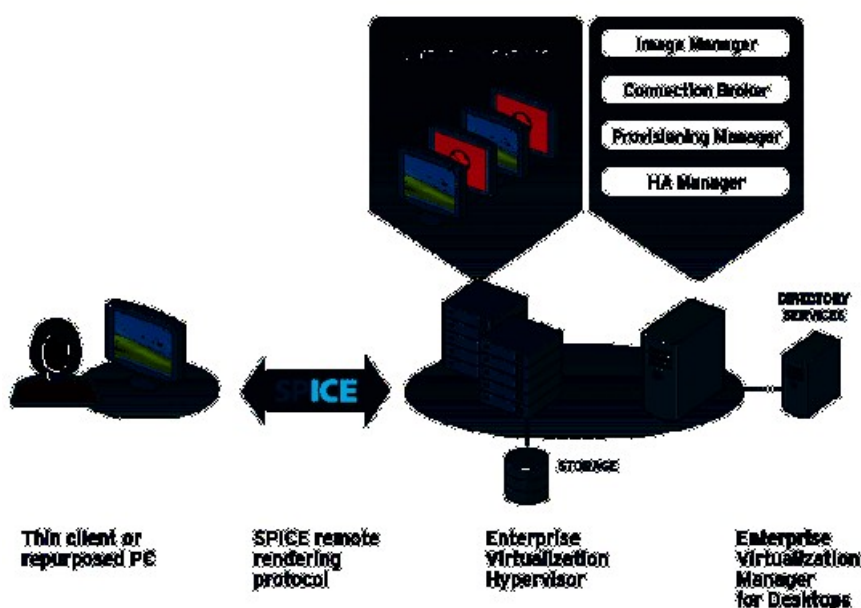 Image Manager
Connection Broker
Provisioning Manager
HA Manager
DIRECTORY
SERVICES
SPICE
STORAGE
Thin client or
repurposed PC
SPICE remote
rendering
protocol
Enterprise
Virtualization
Hypervisor
Enterprise
Virtualization
Manager
for Desktops